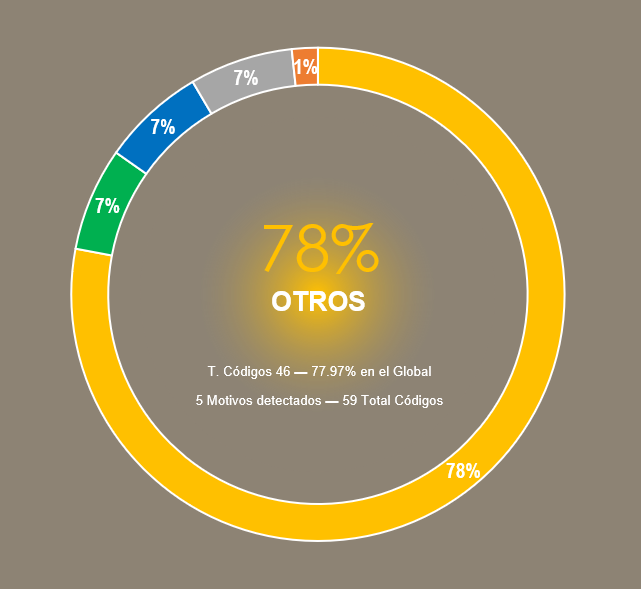 1%
7%
7%
7%
78%
OTROS
T. Códigos 46 — 77.97% en el Global
5 Motivos detectados — 59 Total Códigos
78%